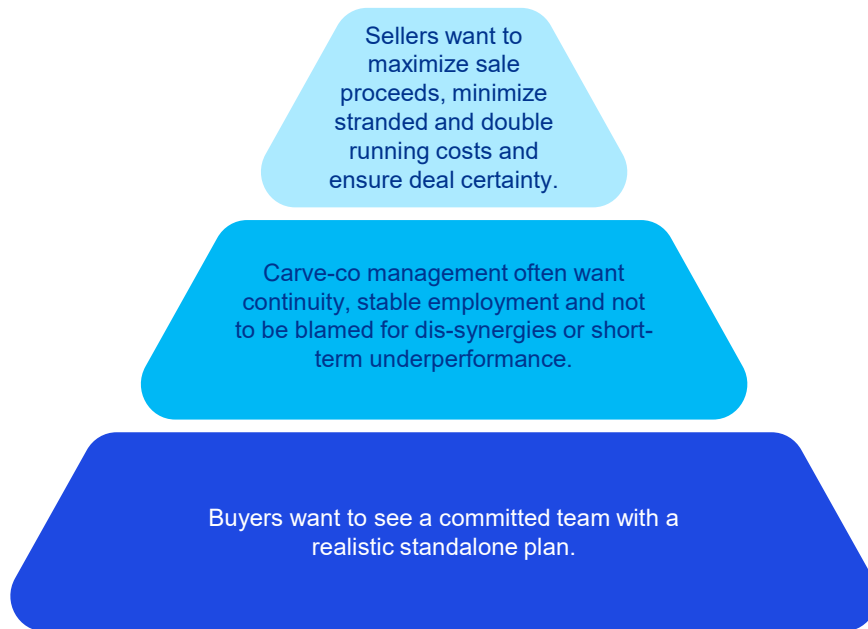 Sellers want to
maximize sale
proceeds, minimize
stranded and double
running costs and
ensure deal certainty.
Carve-co management often want
continuity, stable employment and not
to be blamed for dis-synergies or short-
term underperformance.
Buyers want to see a committed team with a
realistic standalone plan.